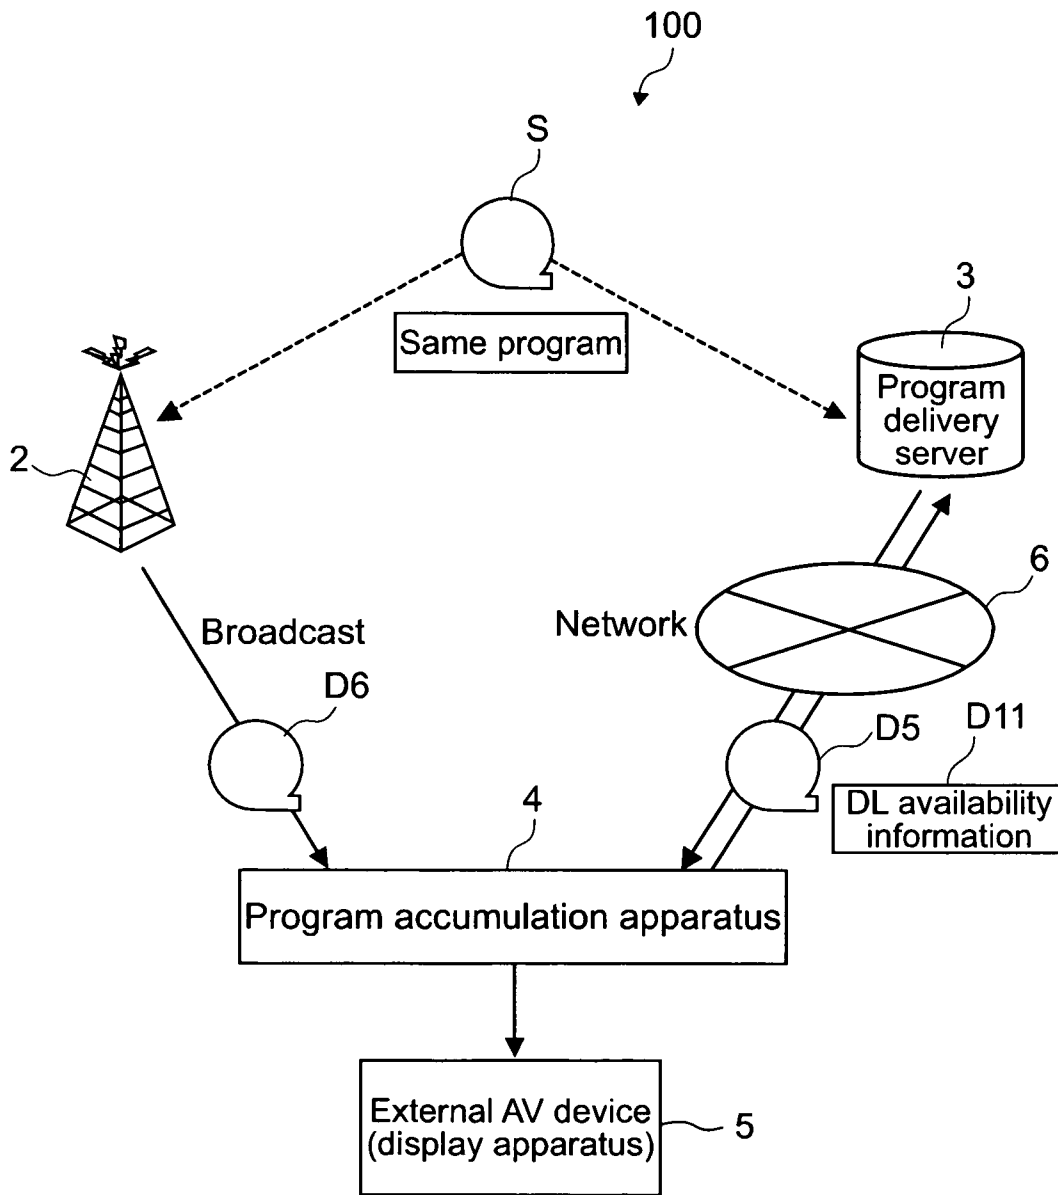 100
S
Same program
3
Program
delivery
server
2
6
Network
Broadcast
D6
D5
D11
DL availability
information
4
Program accumulation apparatus
External AV device
(display apparatus)
5